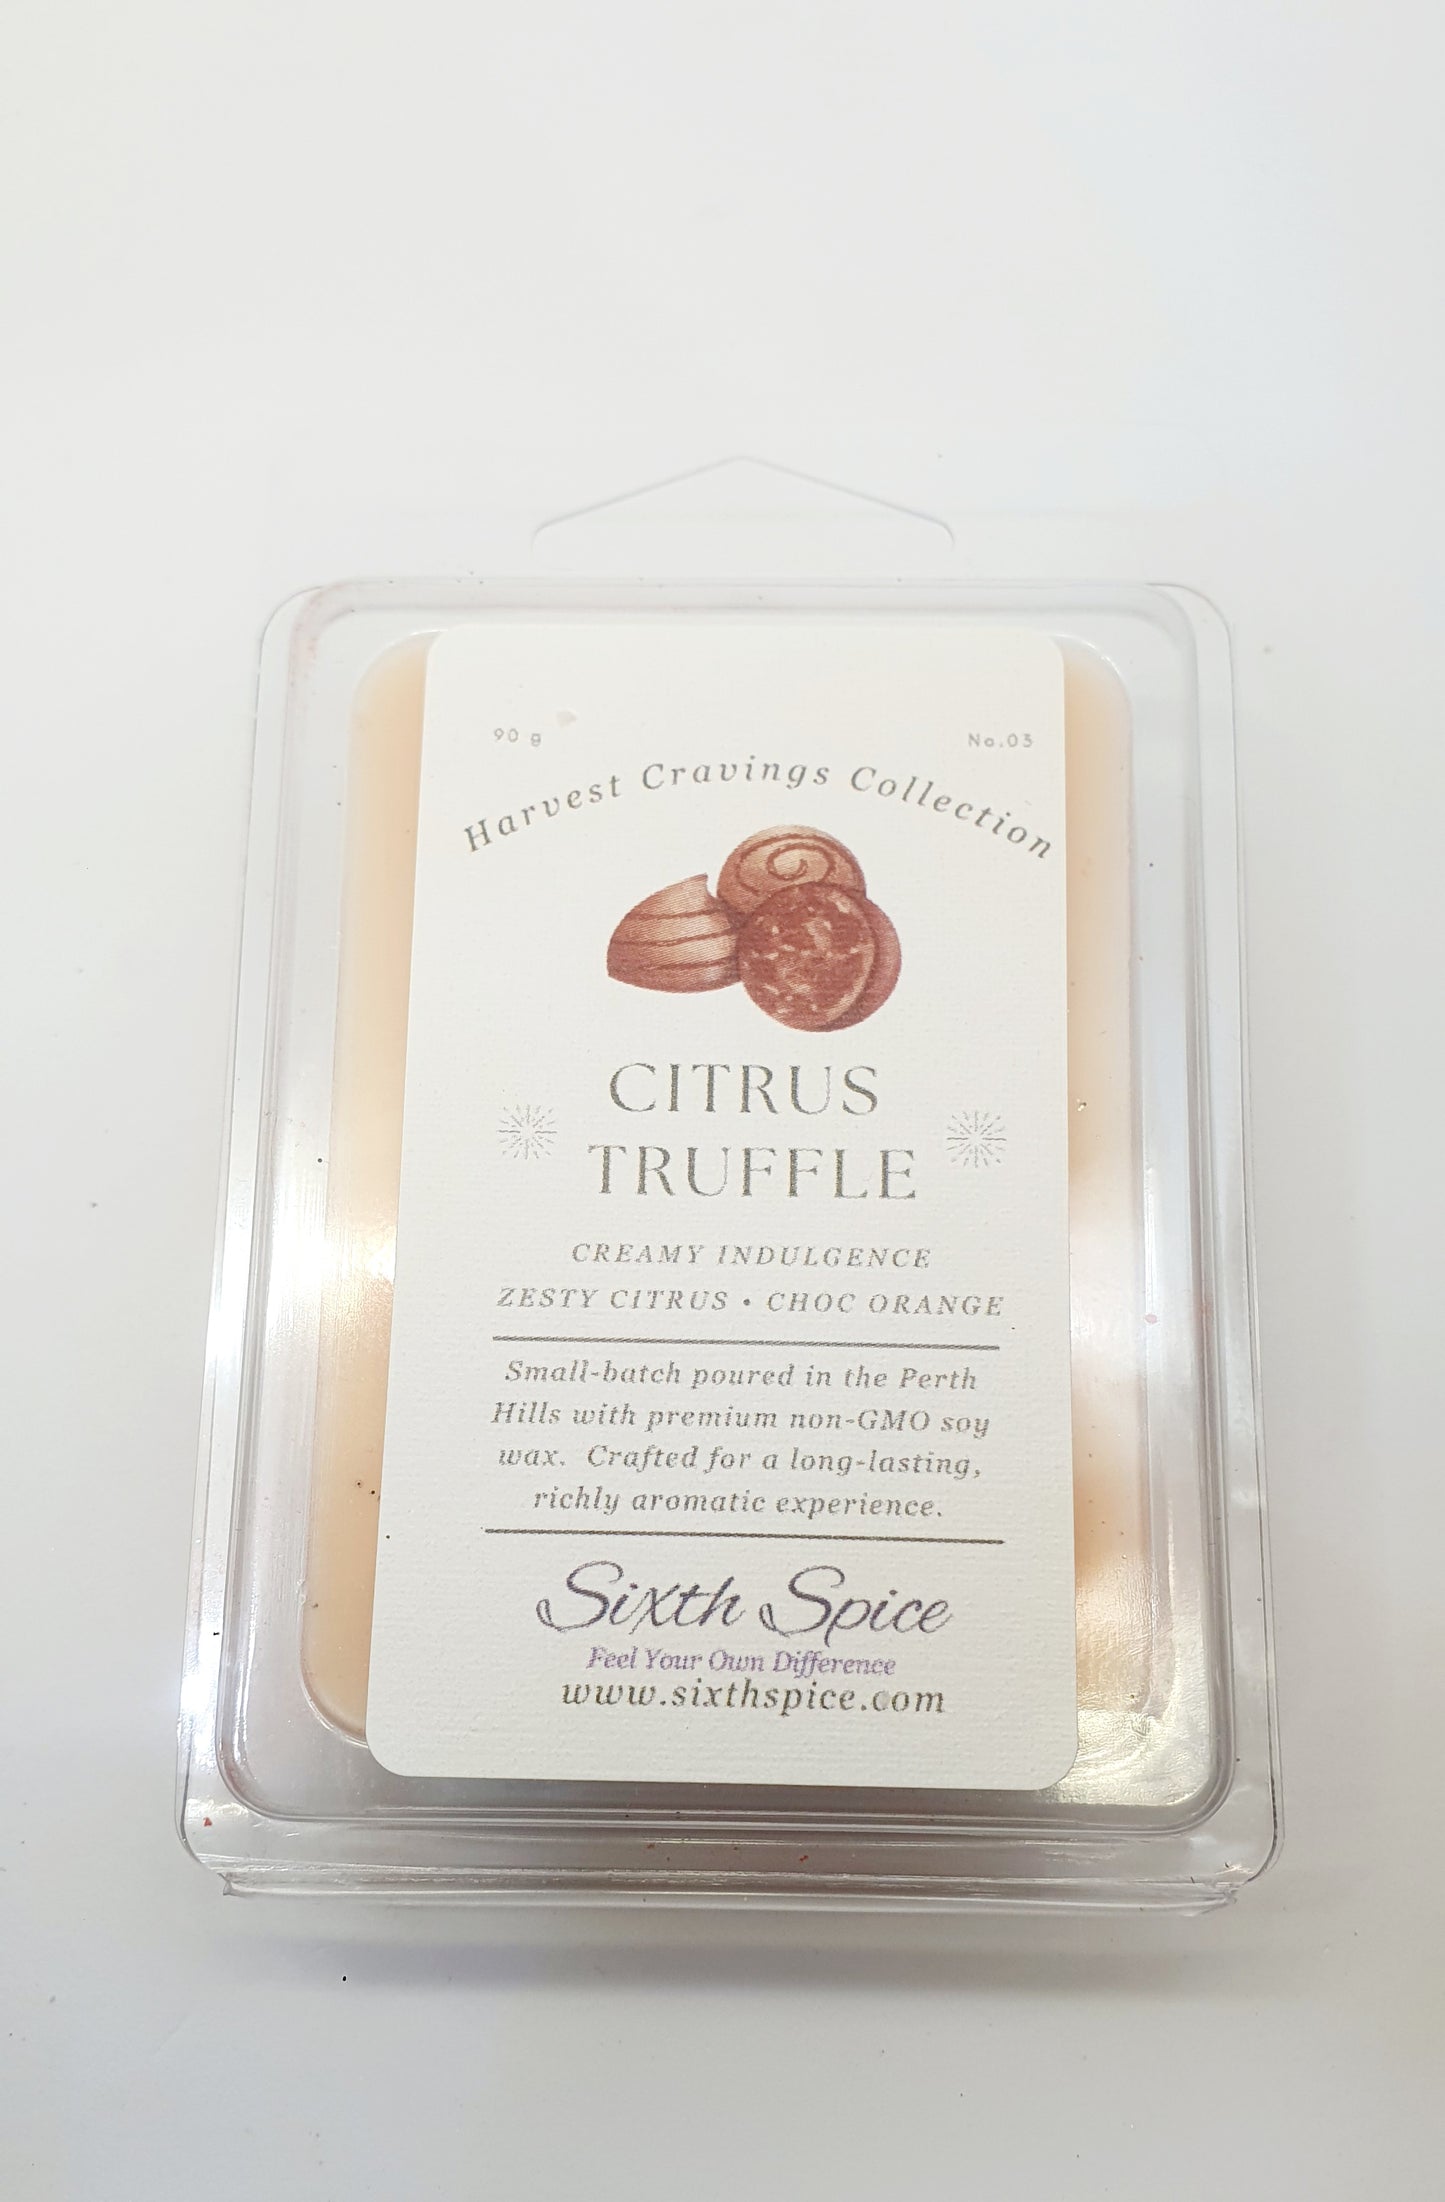 90 g
No.03
Harvest Cravings Collection
CITRUS
TRUFFLE
CREAMY INDULGENCE
ZESTY CITRUS • CHOC ORANGE
Small-batch poured in the Perth
Hills with premium non-GMO soy
wax. Crafted for a long-lasting,
richly aromatic experience.
Sixth Spice
Feel Your Own Difference
www.sixthspice.com